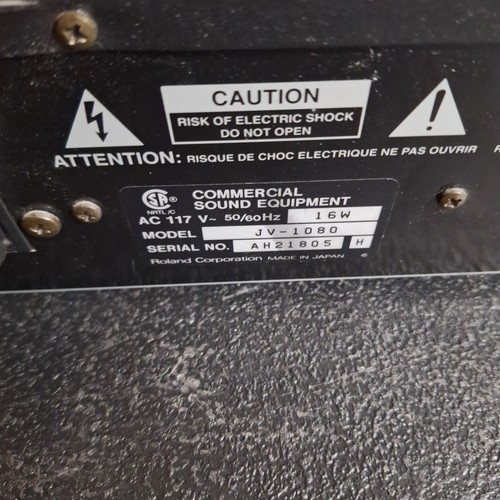 CAUTION
RISK OF ELECTRIC SHOCK
DO NOT OPEN
ATTENTION: RISQUE DE CHOC ELECTRIQUE NE PAS OUVRIR
COMMERCIAL
SOUND EQUIPMENT
NRTL/C
AC 117 V~ 50/60Hz 16W
MODEL JV-1080
SERIAL NO. AH21805 H
Roland Corporation MADE IN JAPAN